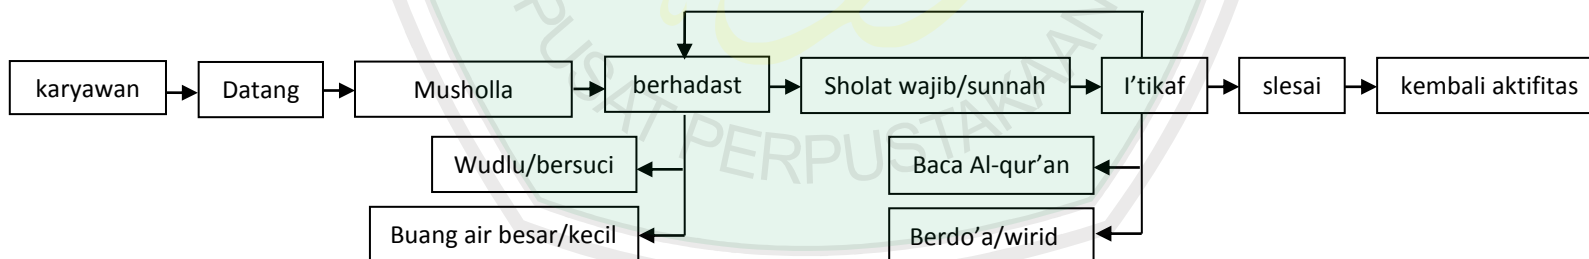 karyawan
Datang
Musholla
berhadast
Sholat wajib/sunnah
I’tikaf
slesai
kembali aktifitas
Wudlu/bersuci
Baca Al-qur’an
Buang air besar/kecil
Berdo’a/wirid
PUSAT PERPUSTAKAAN